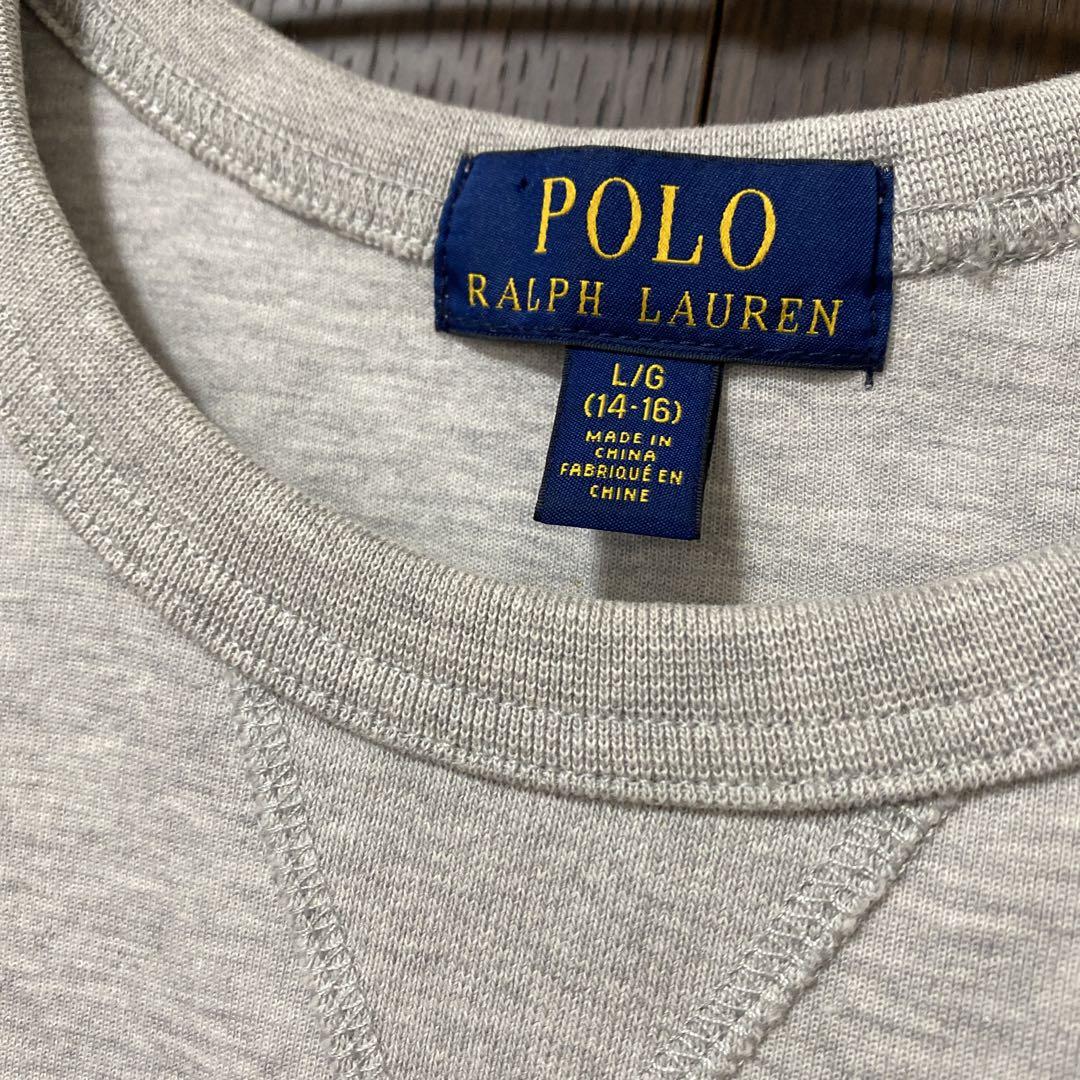 POLO
RALPH LAUREN
L/G
(14-16)
MADE IN
CHINA
FABRIQUÉ EN
CHINE